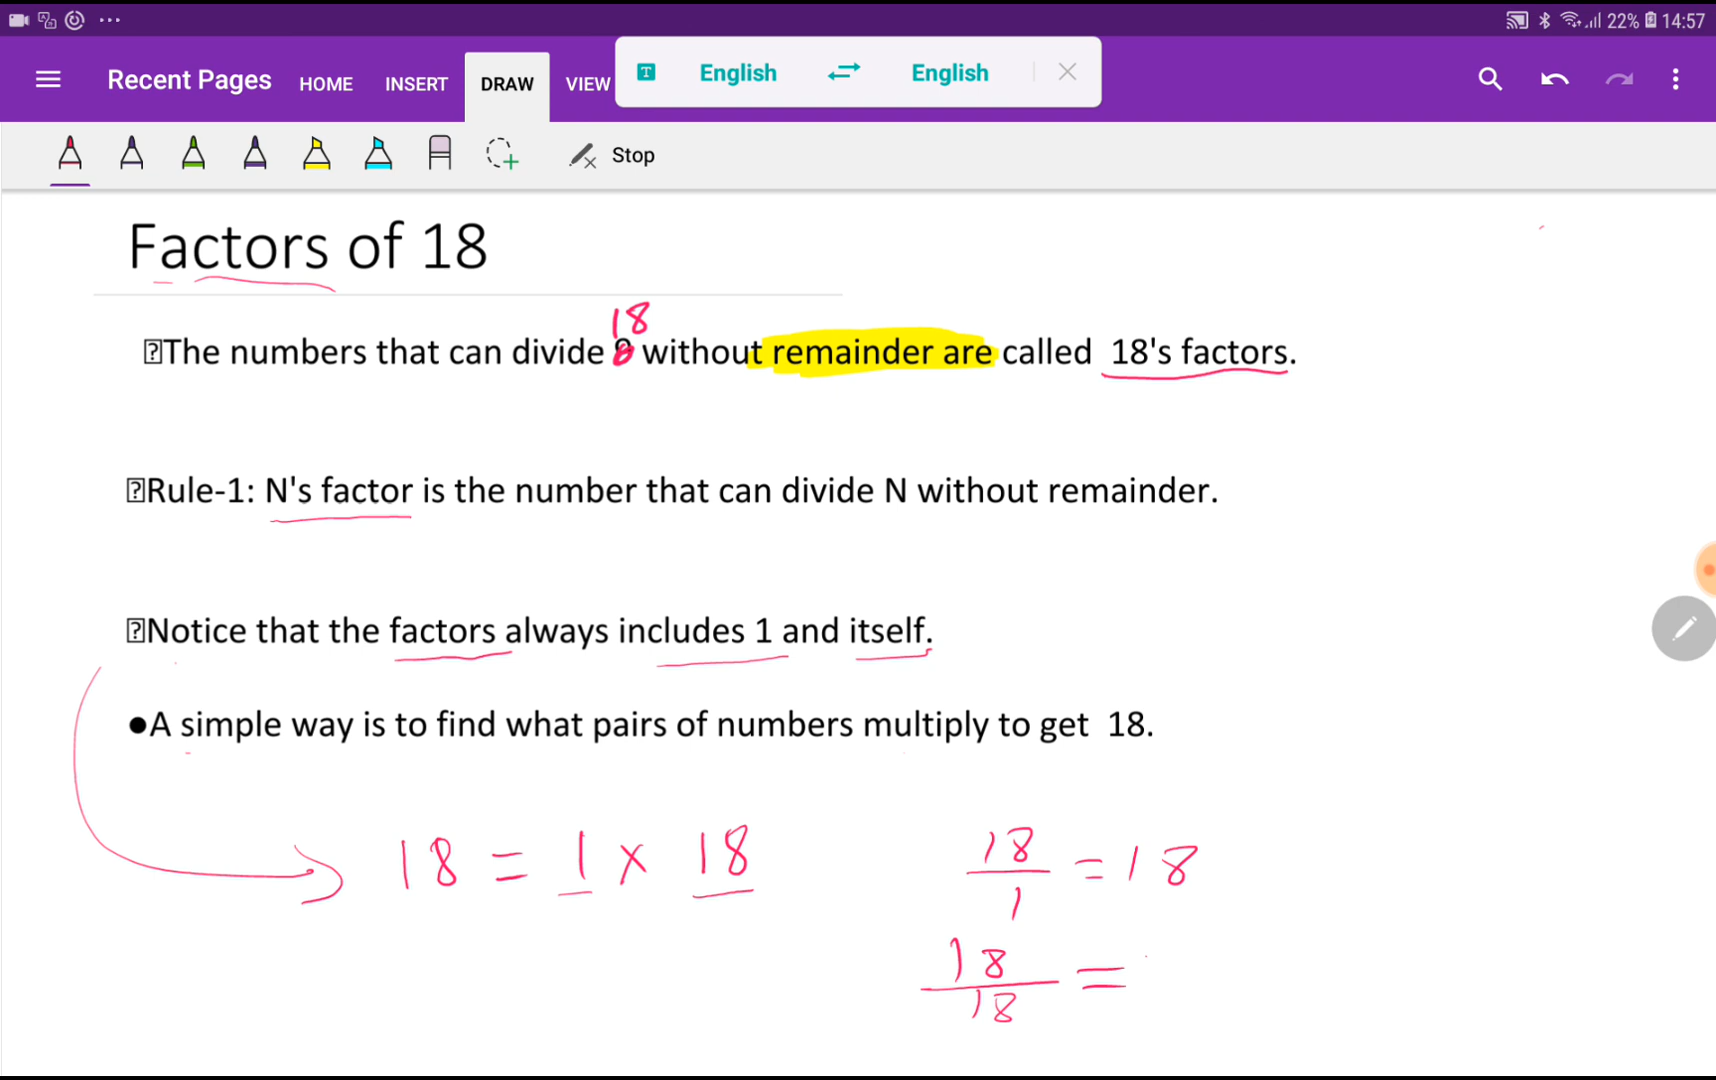 22% 14:57
Recent Pages HOME INSERT DRAW VIEW T English English
Stop
Factors of 18
18
The numbers that can divide without remainder are called 18's factors.
Rule-1: N's factor is the number that can divide N without remainder.
Notice that the factors always includes 1 and itself.
●A simple way is to find what pairs of numbers multiply to get 18.
18 = 1 x 18
18/1 = 18
18/18 =